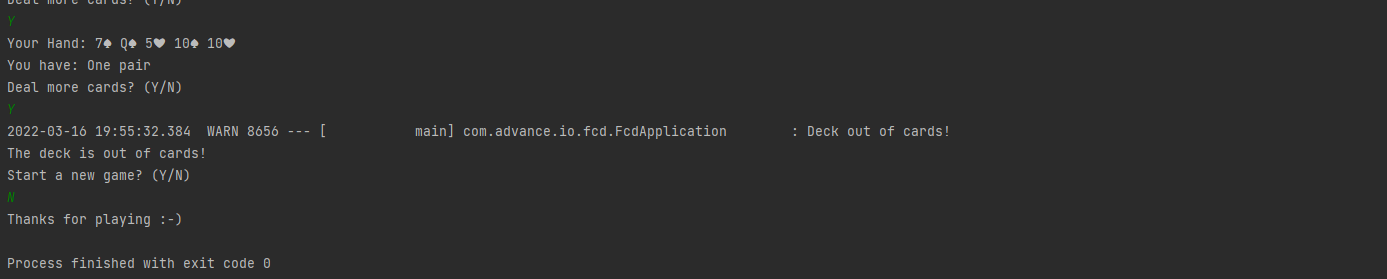 Deal more cards? (Y/N)
Y
Your Hand: 7♠ Q♠ 5♥ 10♠ 10♥
You have: One pair
Deal more cards? (Y/N)
Y
2022-03-16 19:55:32.384  WARN 8656 --- [           main] com.advance.io.fcd.FcdApplication        : Deck out of cards!
The deck is out of cards!
Start a new game? (Y/N)
N
Thanks for playing :-)
Process finished with exit code 0